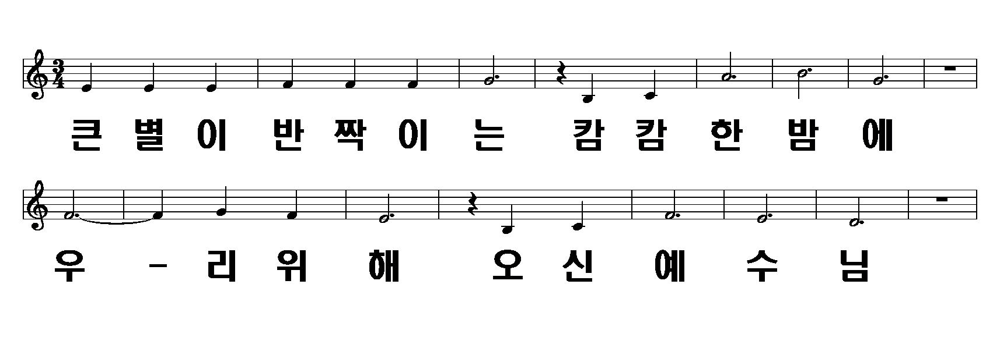 큰 별 이 반 짝 이 는 캄 캄 한 밤 에
우 - 리 위 해 오 신 예 수 님